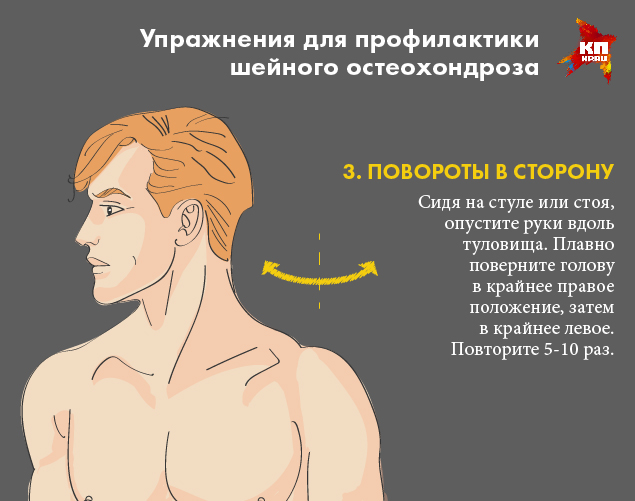 Упражнения для профилактики
шейного остеохондроза
КП
КРЯЦ
3. ПОВОРОТЫ В СТОРОНУ
Сидя на стуле или стоя,
опустите руки вдоль
туловища. Плавно
поверните голову
в крайнее правое
положение, затем
в крайнее левое.
Повторите 5-10 раз.